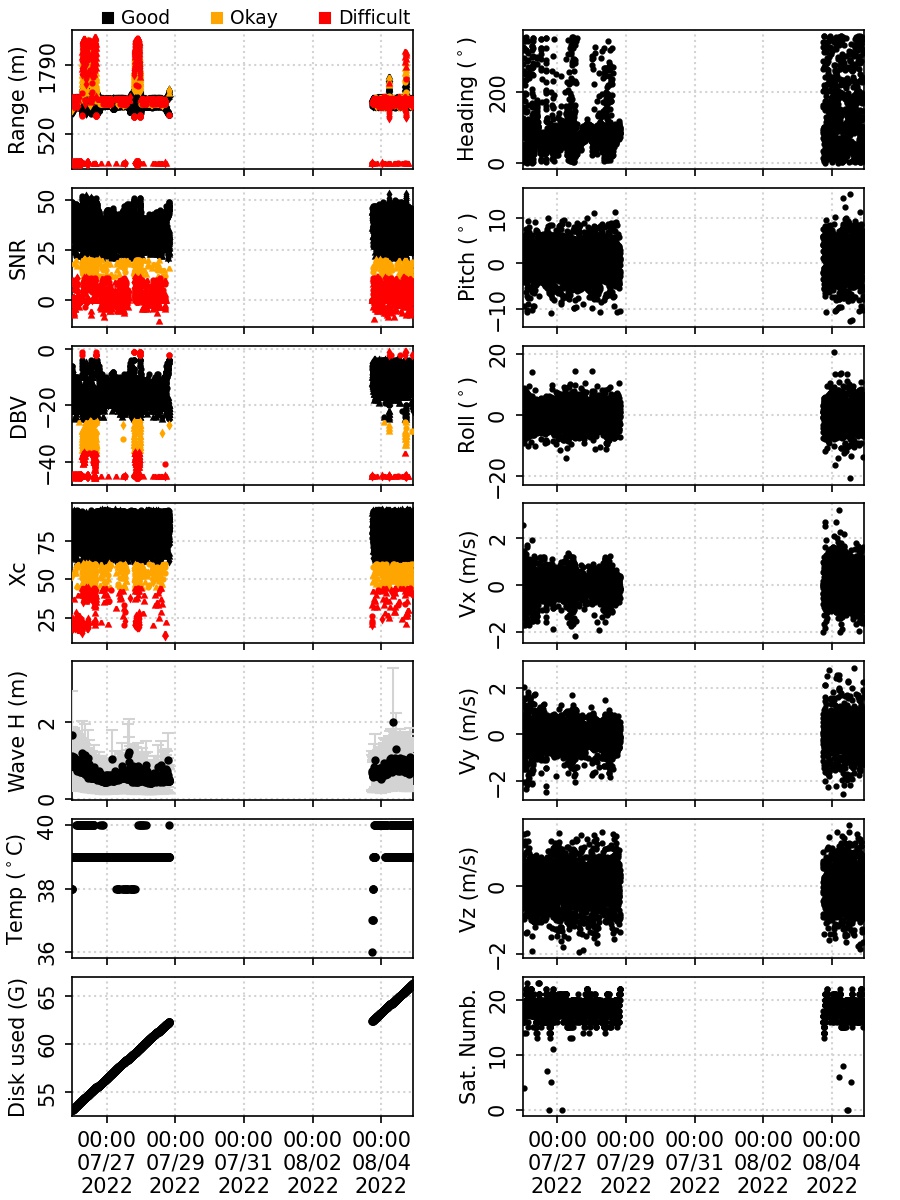 Good Okay Difficult
Range (m)
1790
520
Heading (°)
200
0
SNR
50
25
0
Pitch (°)
10
0
−10
DBV
0
−20
−40
Roll (°)
20
0
−20
Xc
75
50
25
Vx (m/s)
2
0
−2
Wave H (m)
2
0
Vy (m/s)
2
0
−2
Temp (°C)
40
38
36
Vz (m/s)
0
−2
Disk used (G)
65
60
55
Sat. Numb.
20
10
0
00:00 00:00 00:00 00:00 00:00
07/27 07/29 07/31 08/02 08/04
2022 2022 2022 2022 2022
00:00 00:00 00:00 00:00 00:00
07/27 07/29 07/31 08/02 08/04
2022 2022 2022 2022 2022